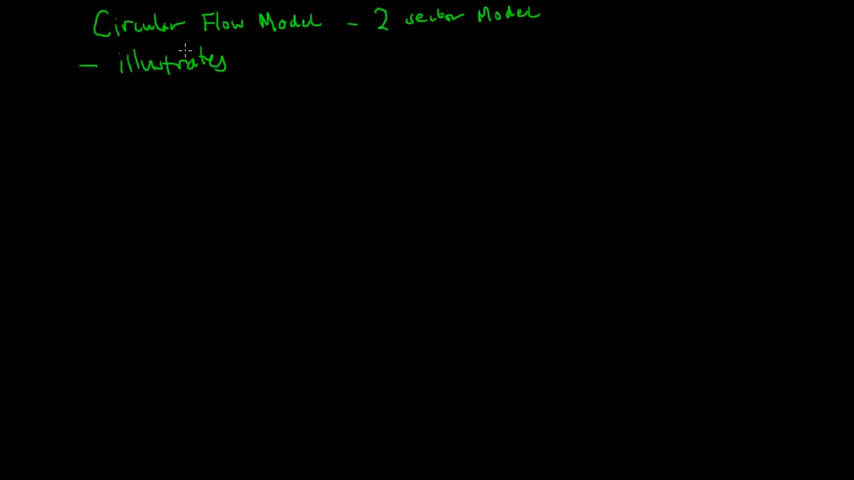 Circular Flow Model - 2 sector Model
- illustrates